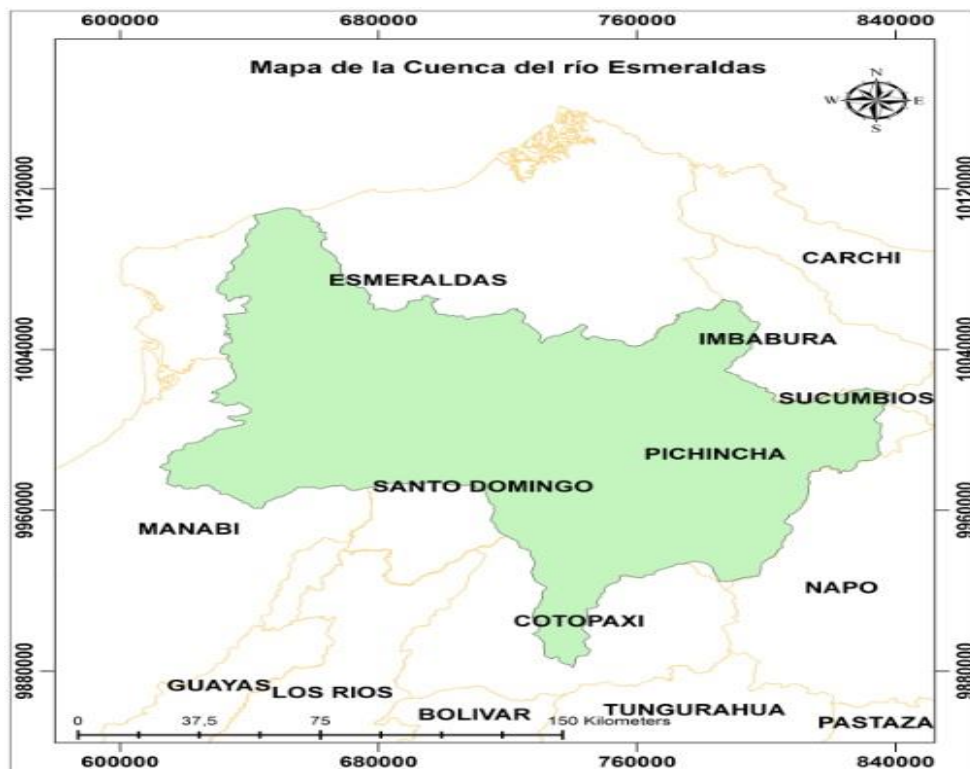 600000 680000 760000 840000
Mapa de la Cuenca del río Esmeraldas
N
W E
S
10120000 10120000
CARCHI
ESMERALDAS
IMBABURA
10040000 10040000
SUCUMBIOS
PICHINCHA
SANTO DOMINGO
9960000 9960000
MANABI
NAPO
COTOPAXI
9880000 9880000
GUAYAS LOS RIOS
TUNGURAHUA
BOLIVAR
PASTAZA
0 37,5 75 150 Kilometers
600000 680000 760000 840000